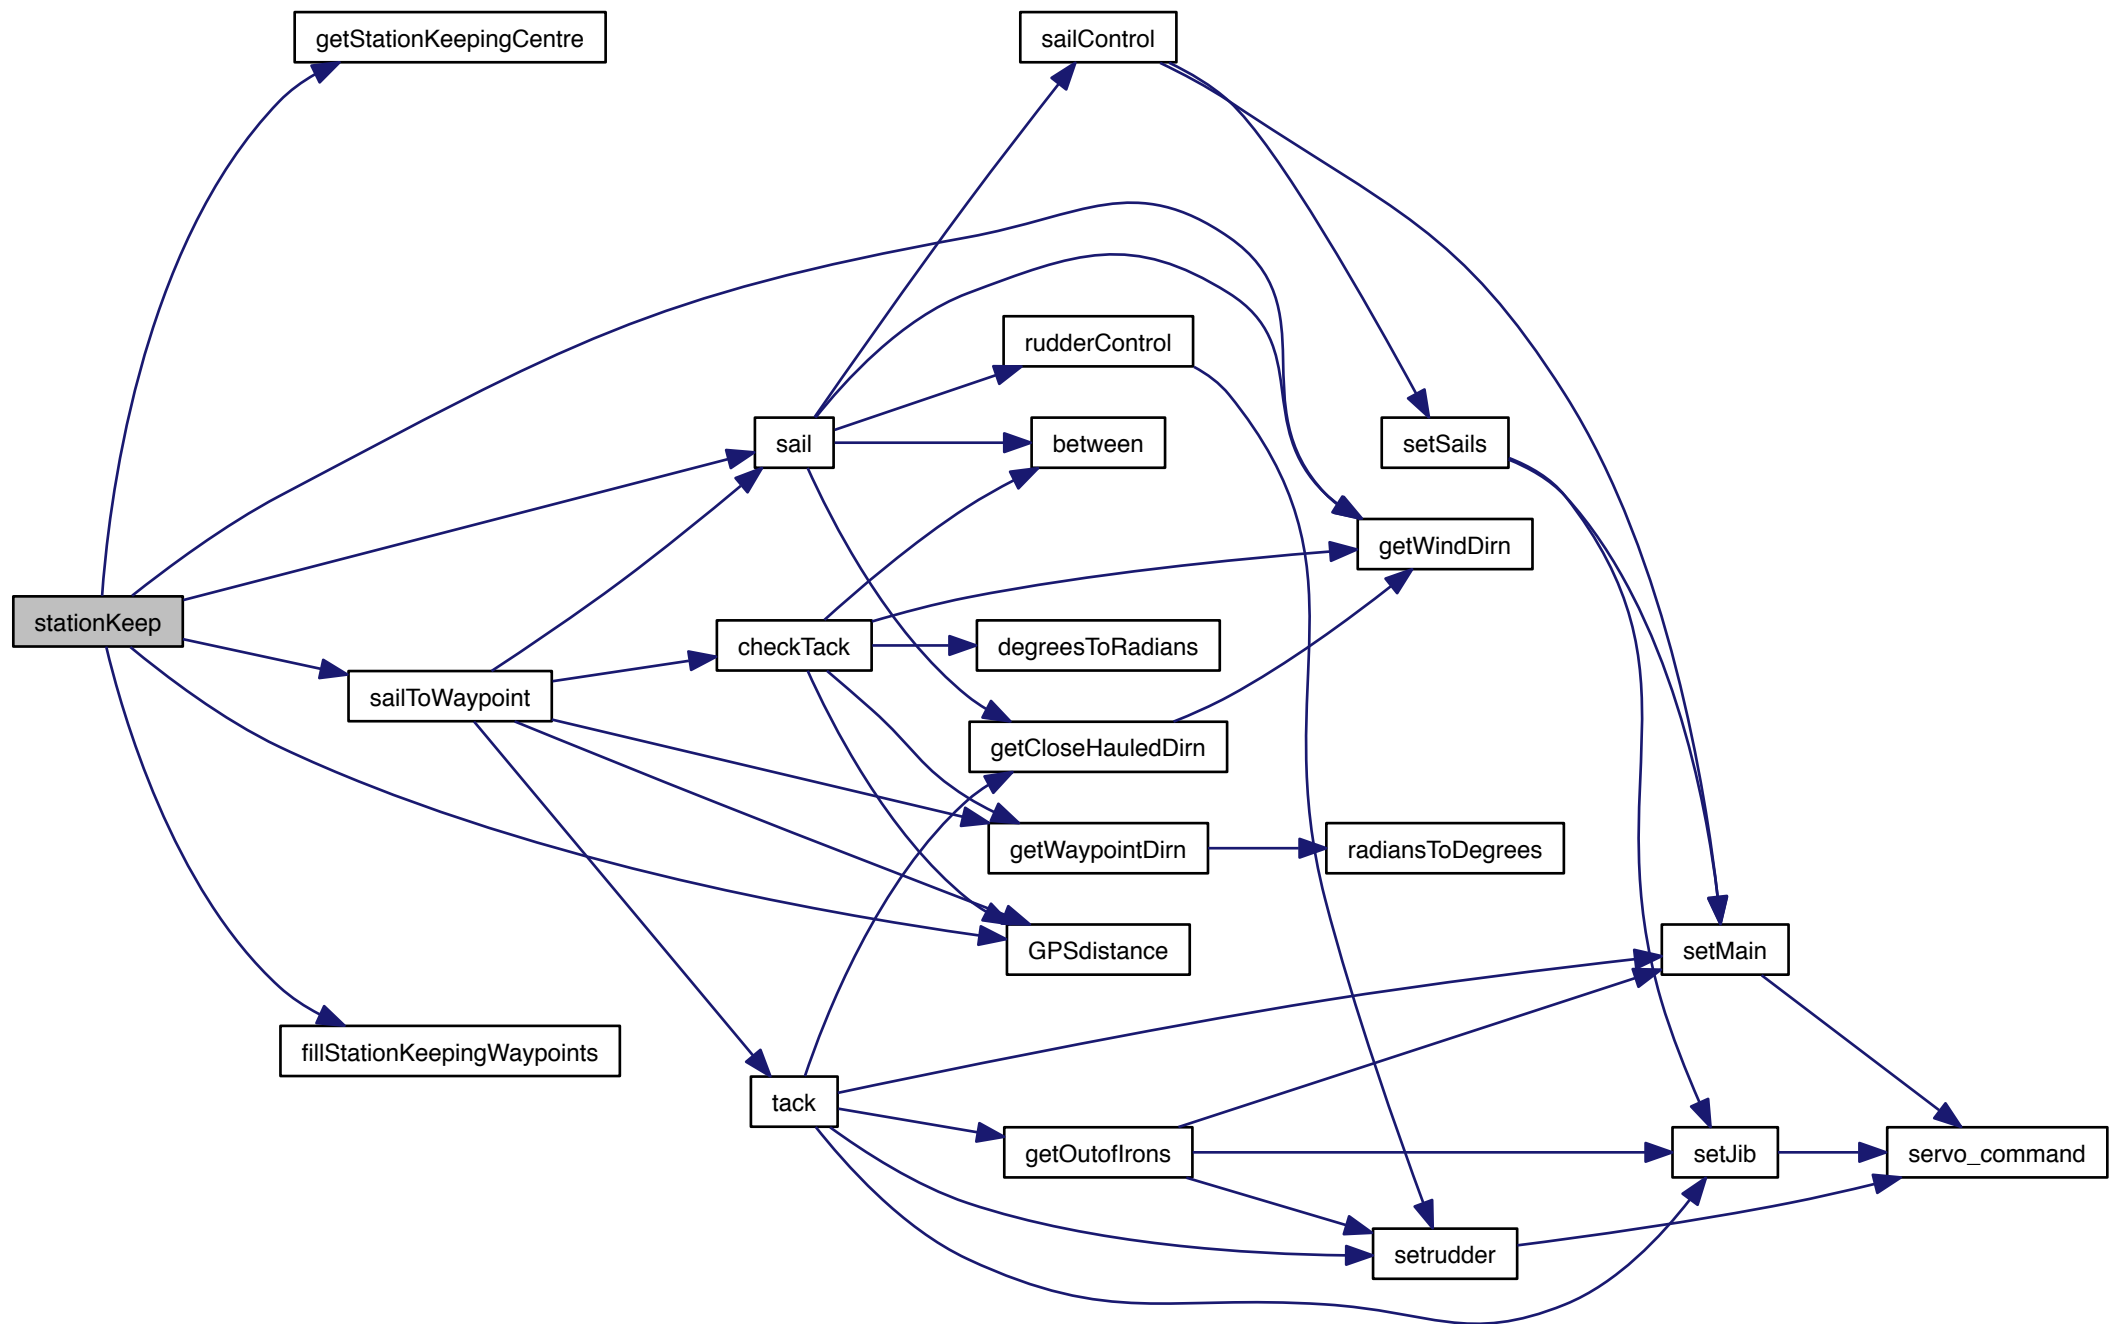 getStationKeepingCentre
sailControl
rudderControl
sail
between
setSails
getWindDirn
stationKeep
checkTack
degreesToRadians
sailToWaypoint
getCloseHauledDirn
getWaypointDirn
radiansToDegrees
GPSdistance
setMain
fillStationKeepingWaypoints
tack
getOutofIrons
setJib
servo_command
setrudder